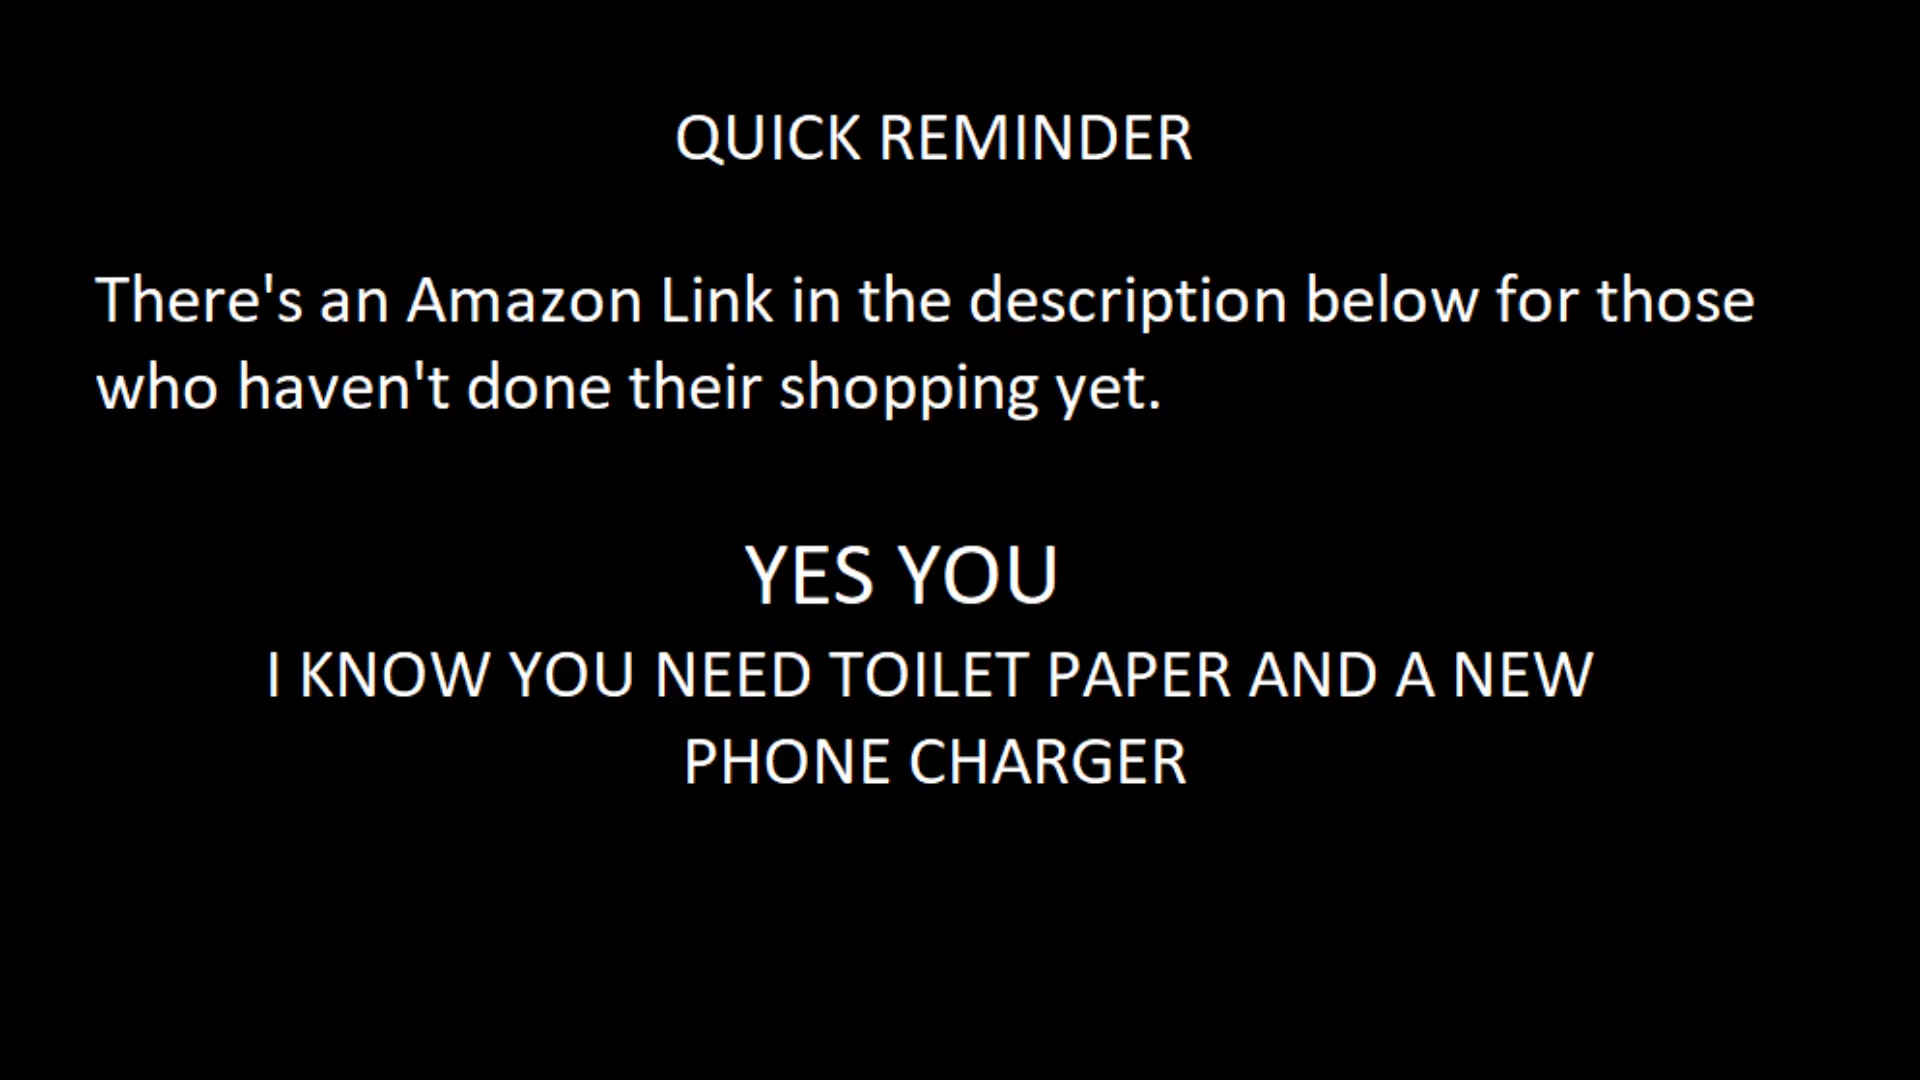 QUICK REMINDER
There's an Amazon Link in the description below for those
who haven't done their shopping yet.
YES YOU
I KNOW YOU NEED TOILET PAPER AND A NEW
PHONE CHARGER